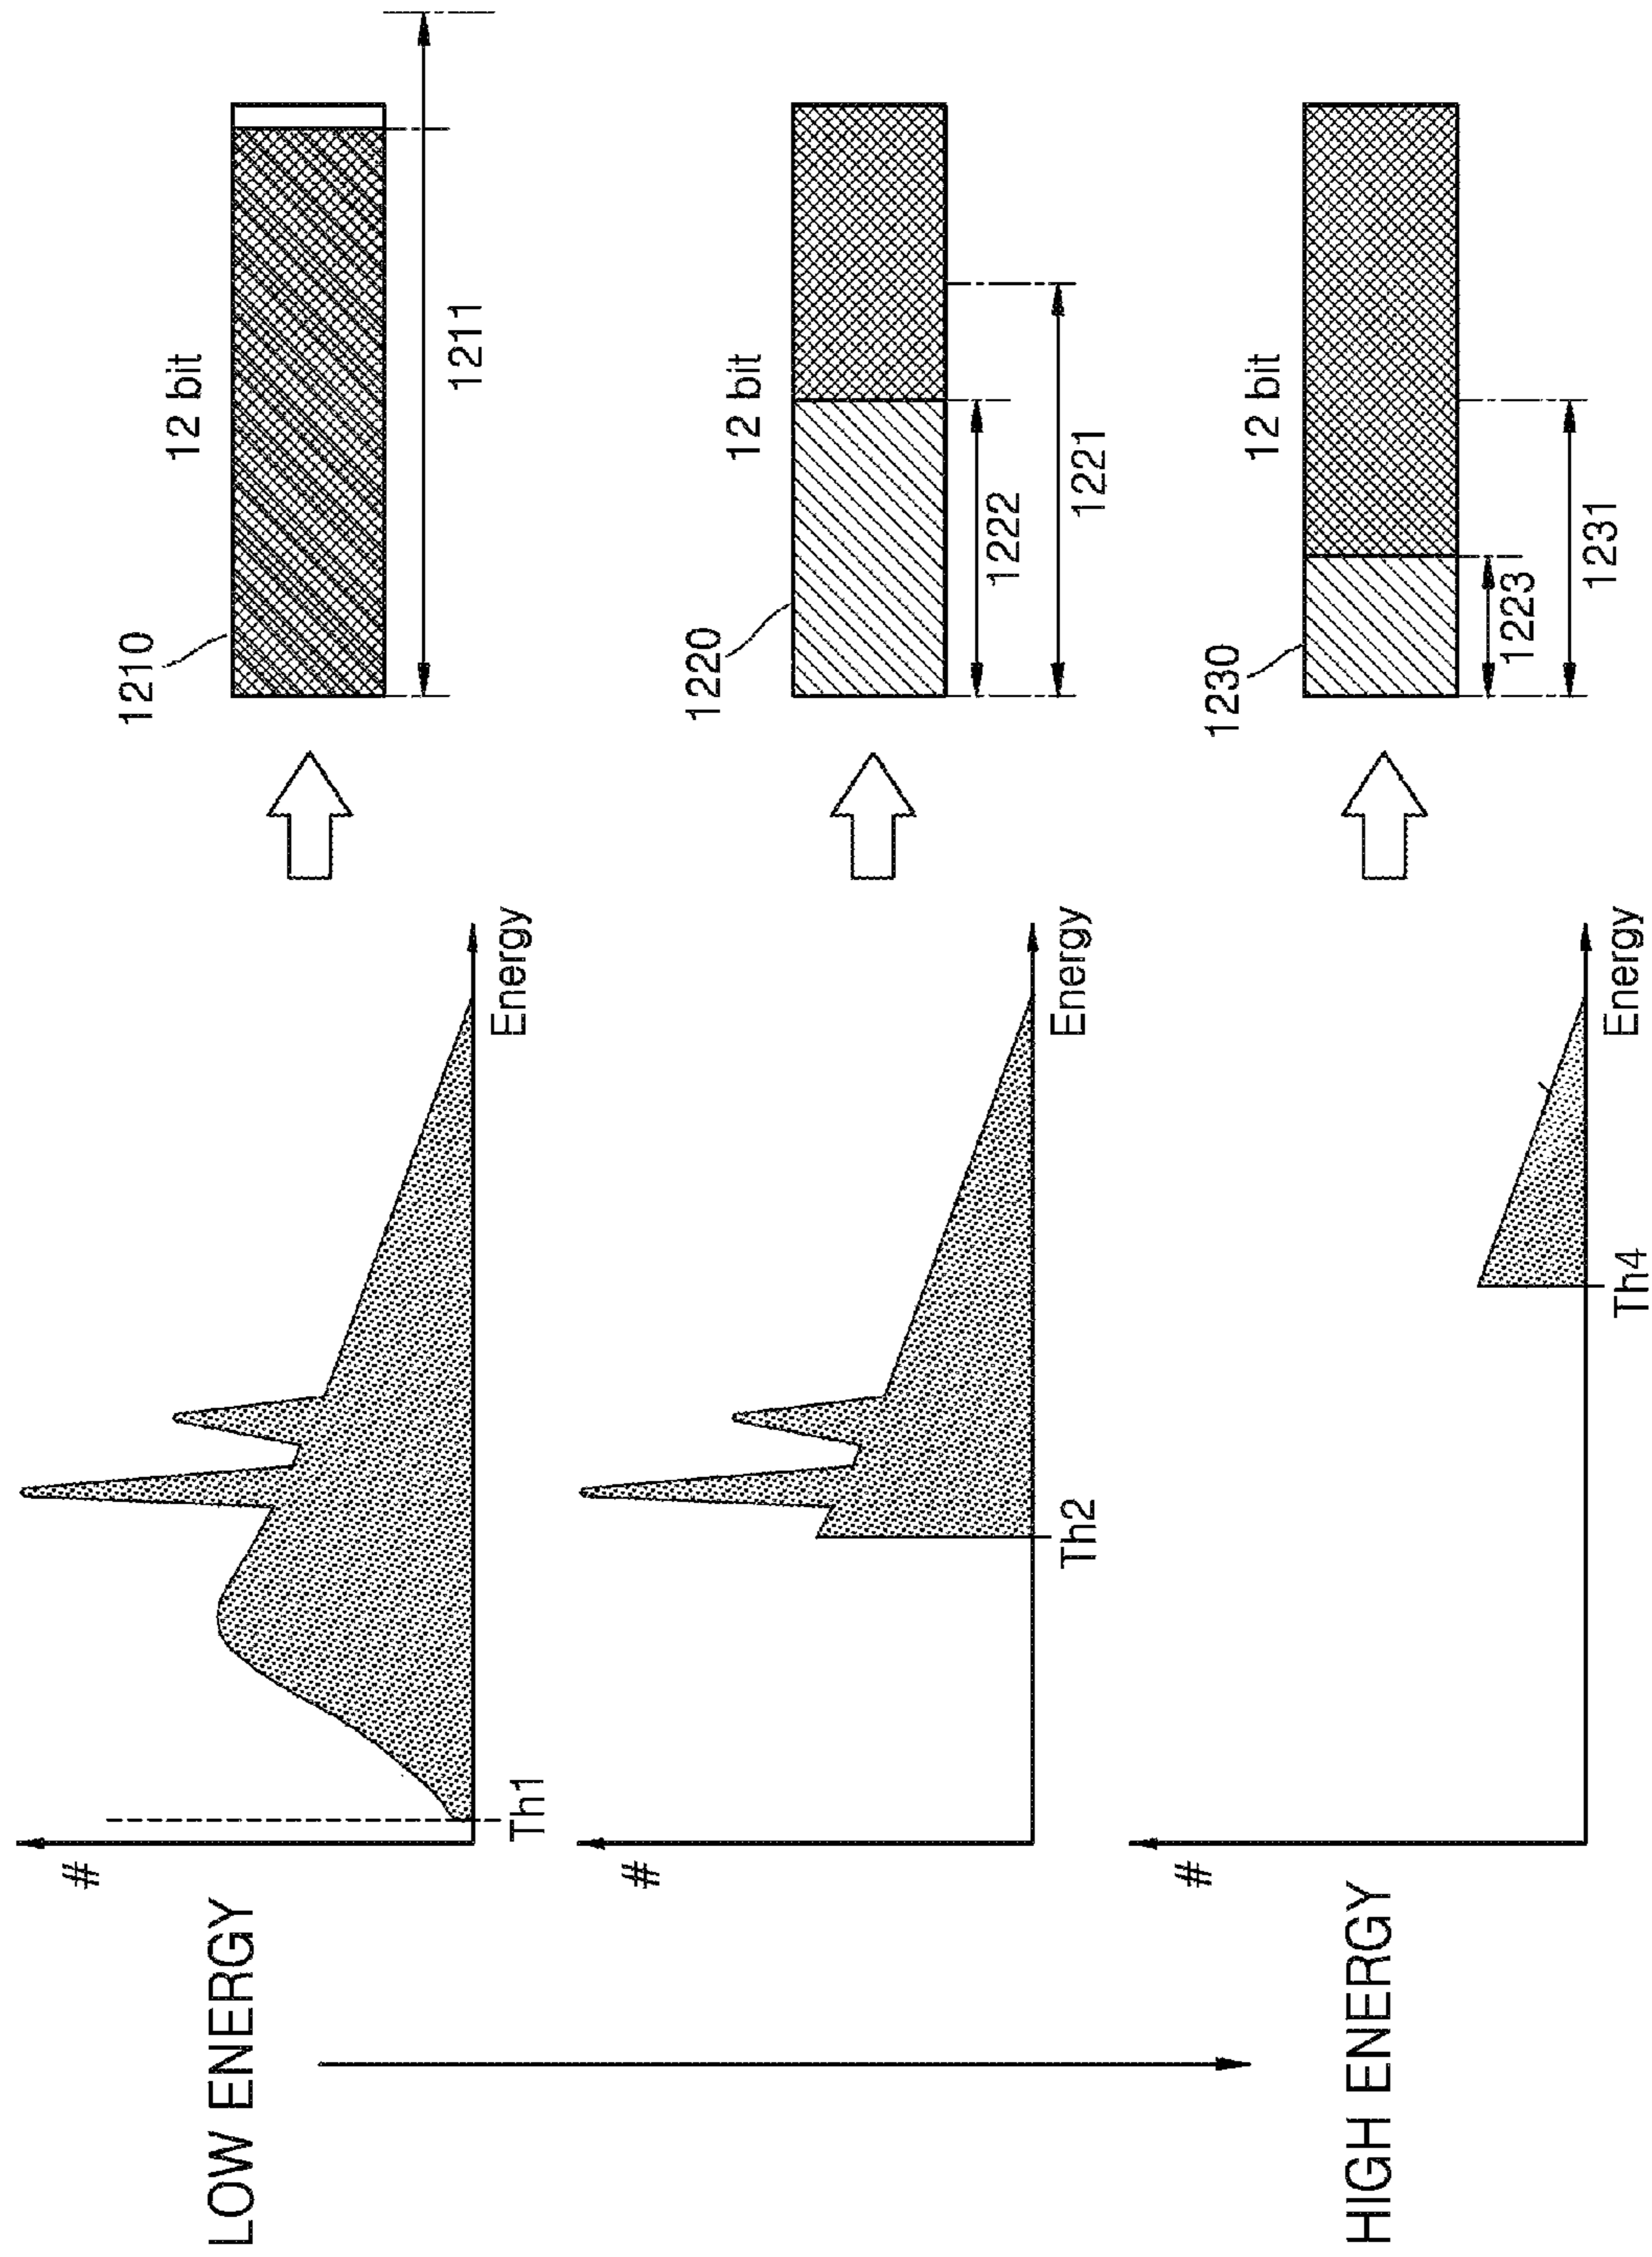 LOW ENERGY
#
Th1
Energy
1210
12 bit
1211
#
Th2
Energy
1220
12 bit
1222
1221
HIGH ENERGY
#
Th4
Energy
1230
12 bit
1223
1231